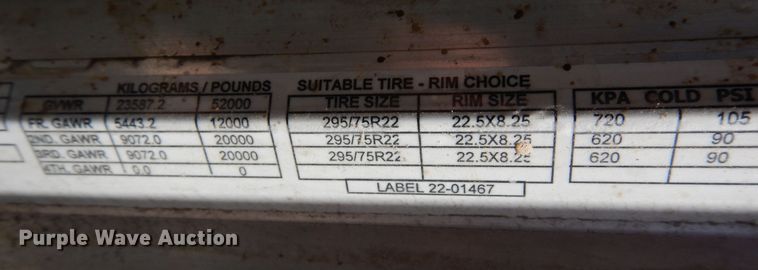 KILOGRAMS / POUNDS SUITABLE TIRE - RIM CHOICE
GVWR 23587.2 52000 TIRE SIZE RIM SIZE KPA COLD PSI
FR. GAWR 5443.2 12000 295/75R22 22.5X8.25 720 105
2ND. GAWR 9072.0 20000 295/75R22 22.5X8.25 620 90
3RD. GAWR 9072.0 20000 295/75R22 22.5X8.25 620 90
4TH. GAWR 0.0 0
LABEL 22-01467
Purple Wave Auction